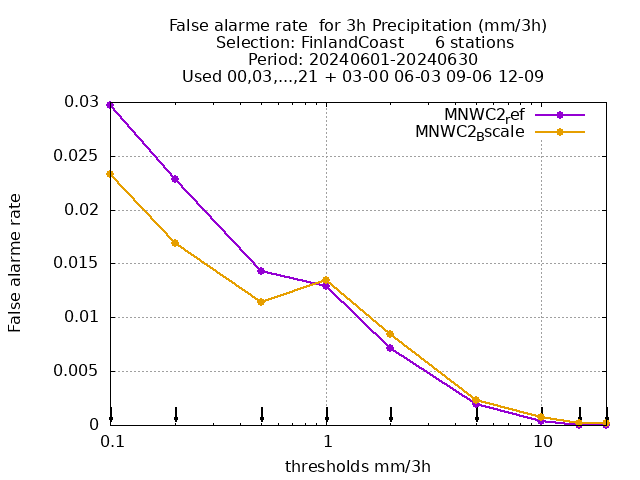 False alarme rate  for 3h Precipitation (mm/3h)
Selection: FinlandCoast      6 stations
Period: 20240601-20240630
Used 00,03,...,21 + 03-00 06-03 09-06 12-09
MNWC2ref
MNWC2Bscale
0.03
0.025
0.02
0.015
0.01
0.005
0
False alarme rate
0.1 1 10
thresholds mm/3h